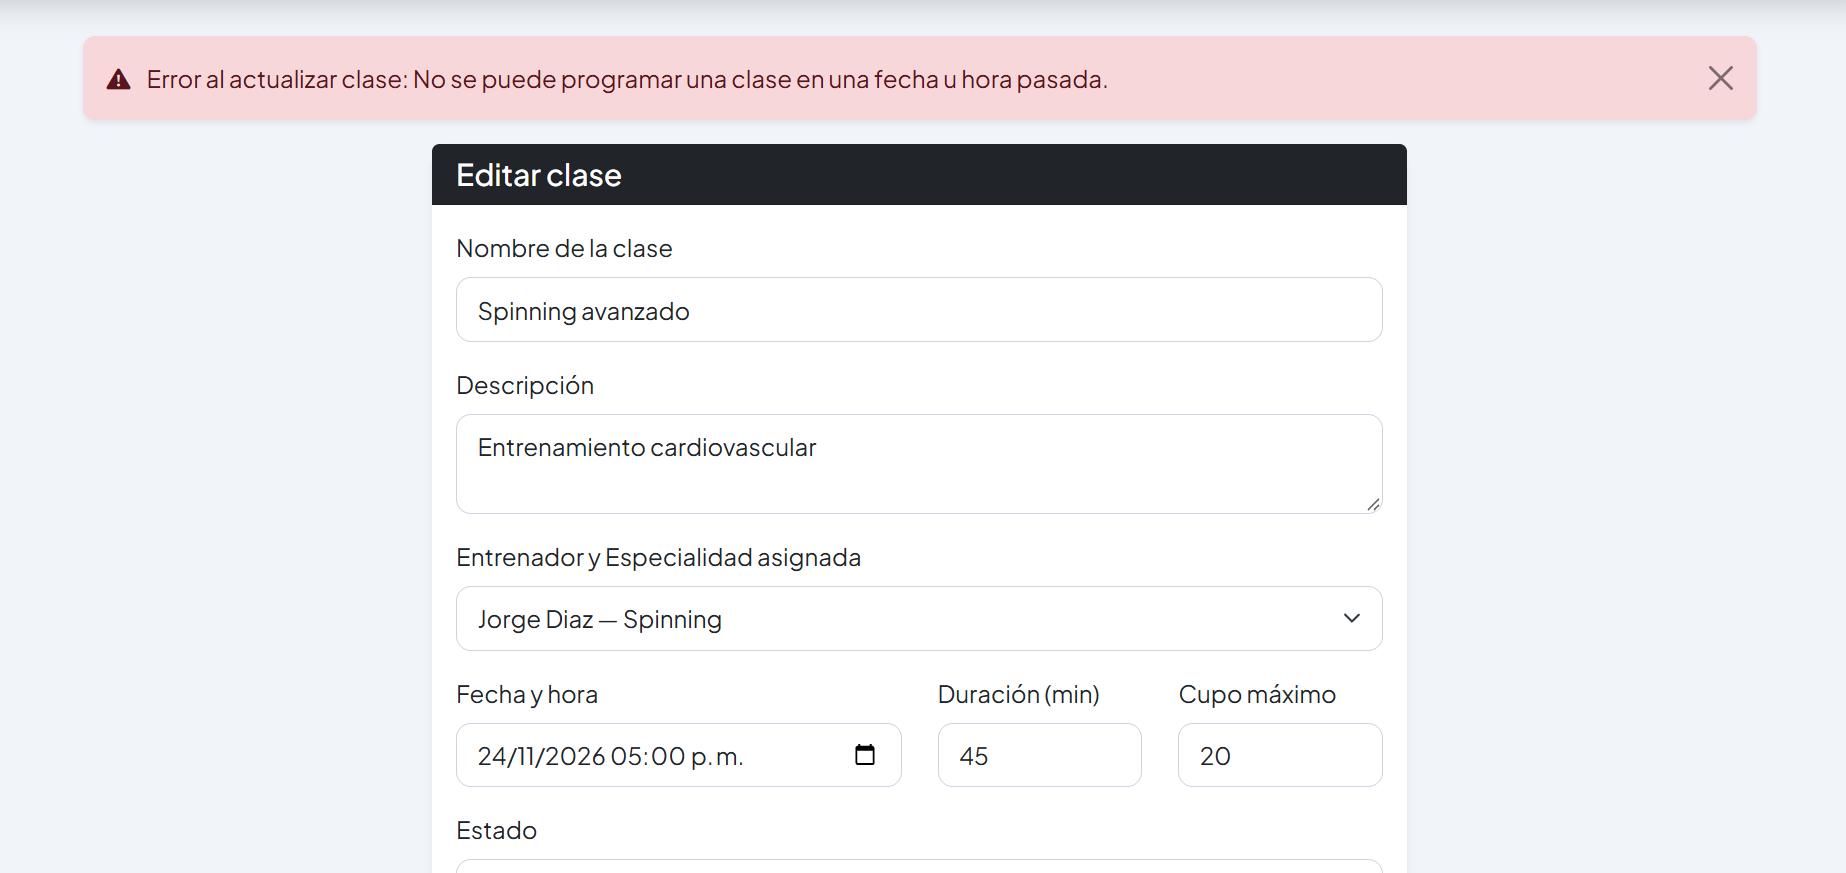 Error al actualizar clase: No se puede programar una clase en una fecha u hora pasada.
Editar clase
Nombre de la clase
Spinning avanzado
Descripción
Entrenamiento cardiovascular
Entrenador y Especialidad asignada
Jorge Diaz — Spinning
Fecha y hora
Duración (min)
Cupo máximo
24/11/2026 05:00 p. m.
45
20
Estado